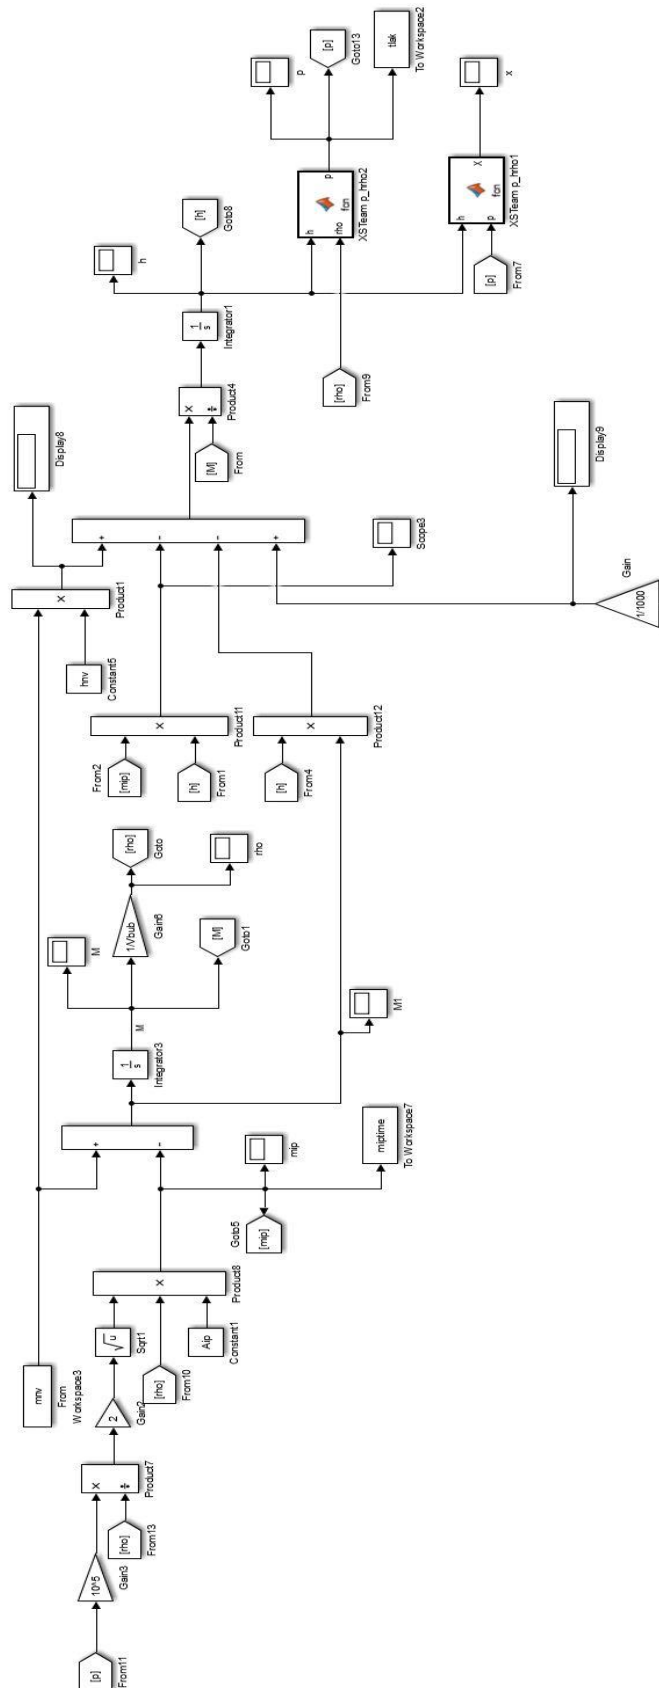 [p]
From11
10^5
Gain3
[rho]
From13
X
÷
Product7
2
Gain2
mnv
From
Workspace3
√u
Sqrt1
[rho]
From10
Aip
Constant1
X
Product8
[mip]
Goto5
mip
miptime
To Workspace7
+
-
1
s
Integrator3
M
M
M1
1/Vbub
Gain6
[rho]
Goto
rho
[M]
Goto1
From2
[mip]
[h]
From1
X
Product11
[h]
From4
X
Product12
hnv
Constant5
X
Product1
Display8
+
-
-
+
Scope3
Display9
1/1000
Gain
[M]
From
X
÷
Product4
1
s
Integrator1
h
[h]
Goto8
[rho]
From9
h
rho
fcn
p
XSTeam p_hrho2
p
[p]
Goto13
tlak
To Workspace2
[p]
From7
h
p
fcn
X
XSTeam p_hrho1
x